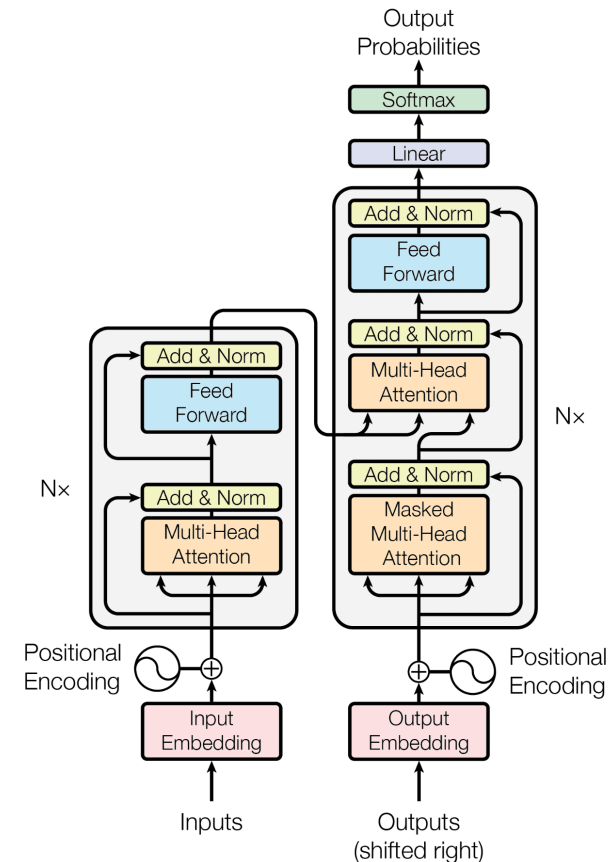 Output
Probabilities
Softmax
Linear
Add & Norm
Feed
Forward
Add & Norm
Multi-Head
Attention
Add & Norm
Masked
Multi-Head
Attention
N×
Add & Norm
Feed
Forward
Add & Norm
Multi-Head
Attention
N×
Positional
Encoding
Positional
Encoding
Input
Embedding
Output
Embedding
Inputs
Outputs
(shifted right)